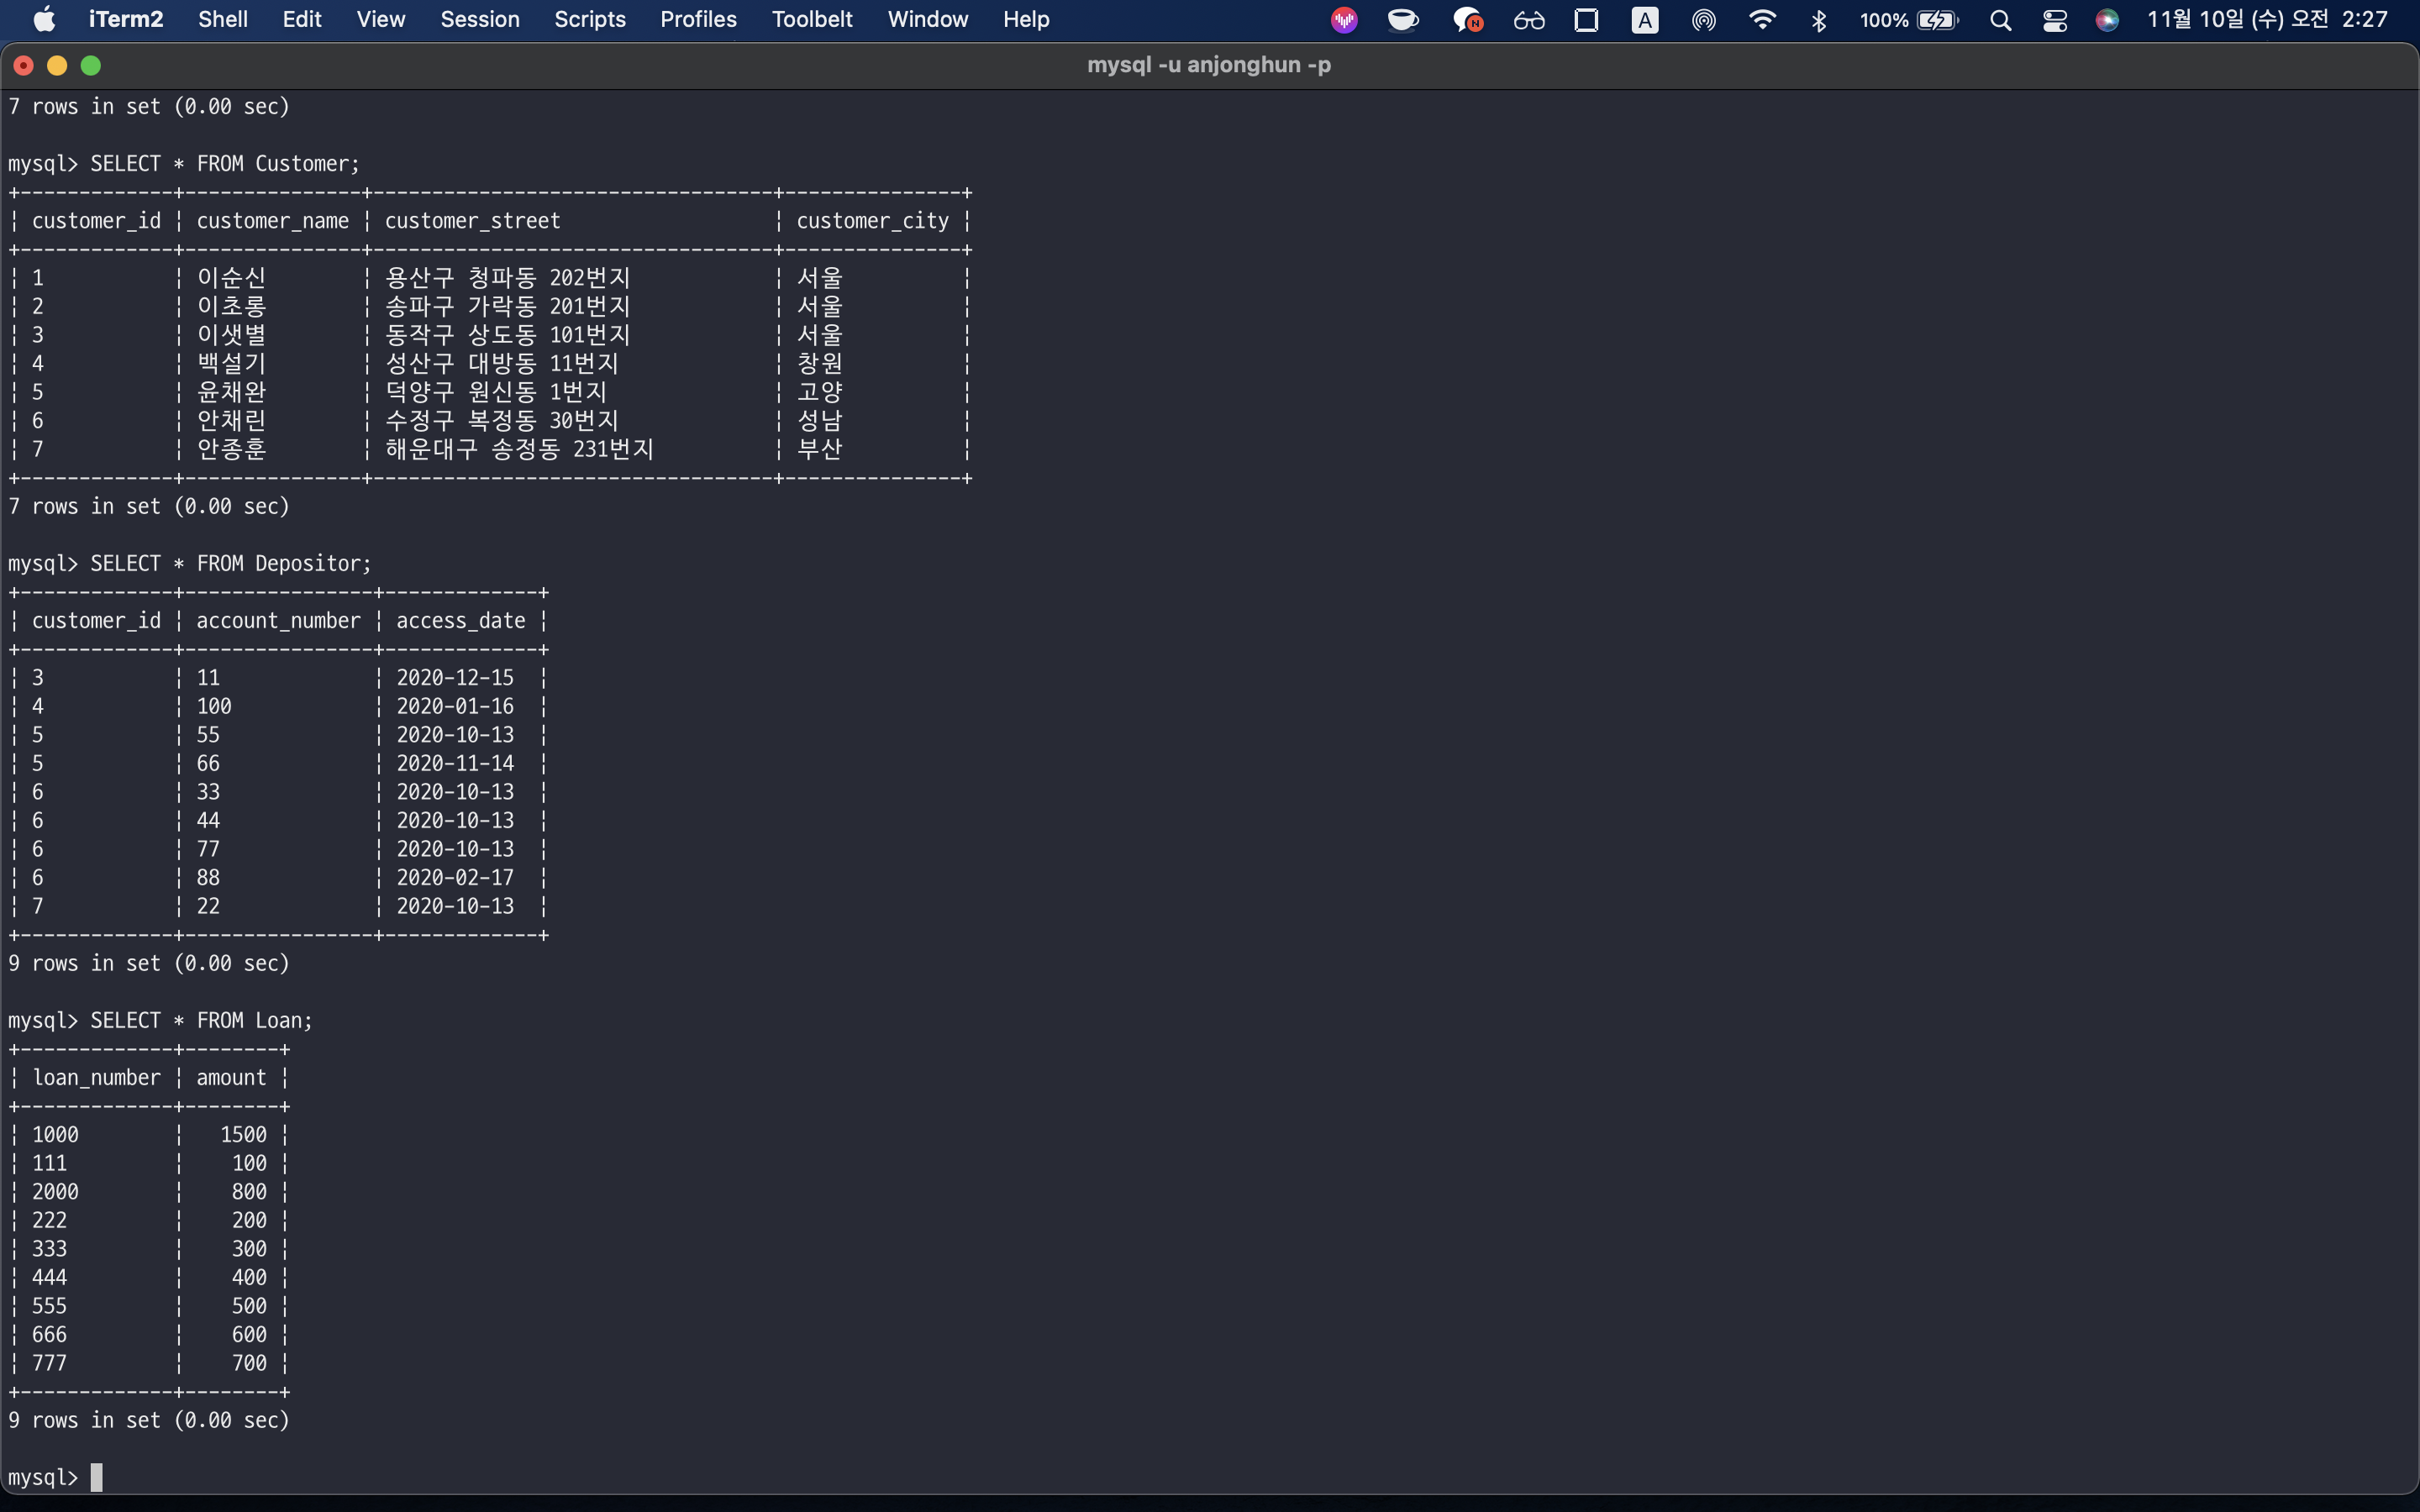 iTerm2 Shell Edit View Session Scripts Profiles Toolbelt Window Help N A 100% 11월 10일 (수) 오전 2:27
mysql -u anjonghun -p
7 rows in set (0.00 sec)
mysql> SELECT * FROM Customer;
+-------------+---------------+----------------------------------+---------------+
| customer_id | customer_name | customer_street                  | customer_city |
+-------------+---------------+----------------------------------+---------------+
| 1 | 이순신 | 용산구 청파동 202번지 | 서울 |
| 2 | 이초롱 | 송파구 가락동 201번지 | 서울 |
| 3 | 이샛별 | 동작구 상도동 101번지 | 서울 |
| 4 | 백설기 | 성산구 대방동 11번지 | 창원 |
| 5 | 윤채완 | 덕양구 원신동 1번지 | 고양 |
| 6 | 안채린 | 수정구 복정동 30번지 | 성남 |
| 7 | 안종훈 | 해운대구 송정동 231번지 | 부산 |
+-------------+---------------+----------------------------------+---------------+
7 rows in set (0.00 sec)
mysql> SELECT * FROM Depositor;
+-------------+----------------+-------------+
| customer_id | account_number | access_date |
+-------------+----------------+-------------+
| 3           | 11             | 2020-12-15  |
| 4           | 100            | 2020-01-16  |
| 5           | 55             | 2020-10-13  |
| 5           | 66             | 2020-11-14  |
| 6           | 33             | 2020-10-13  |
| 6           | 44             | 2020-10-13  |
| 6           | 77             | 2020-10-13  |
| 6           | 88             | 2020-02-17  |
| 7           | 22             | 2020-10-13  |
+-------------+----------------+-------------+
9 rows in set (0.00 sec)
mysql> SELECT * FROM Loan;
+-------------+--------+
| loan_number | amount |
+-------------+--------+
| 1000        |   1500 |
| 111         |    100 |
| 2000        |    800 |
| 222         |    200 |
| 333         |    300 |
| 444         |    400 |
| 555         |    500 |
| 666         |    600 |
| 777         |    700 |
+-------------+--------+
9 rows in set (0.00 sec)
mysql>